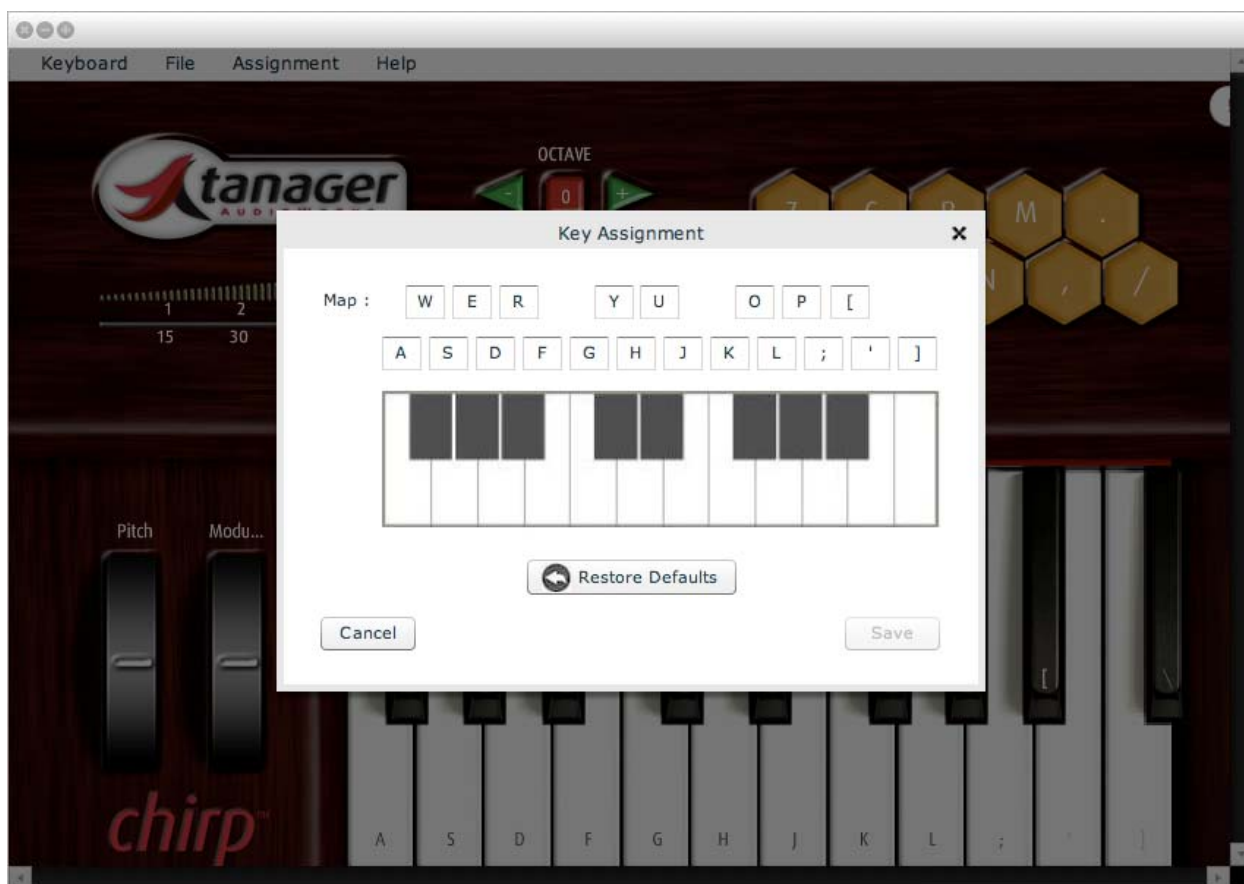 Keyboard File Assignment Help
tanager
OCTAVE
- 0 +
M .
N , /
1 2
15 30
Key Assignment
Map : W E R Y U O P [
A S D F G H J K L ; ' ]
Restore Defaults
Cancel Save
Pitch Modu...
[ \
chirp™
A S D F G H J K L ; ' ]